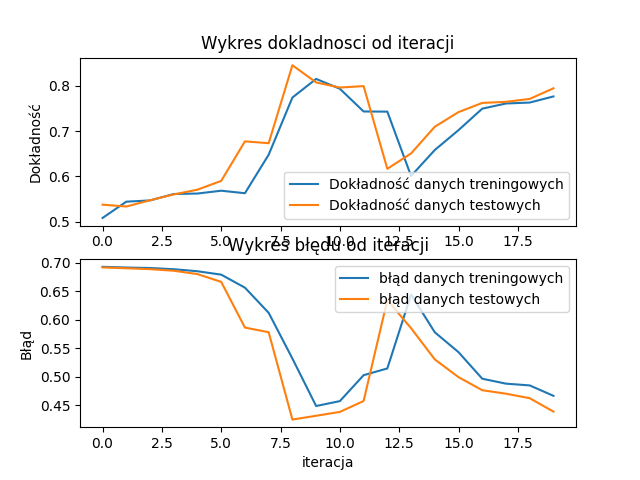 Wykres dokladnosci od iteracji
Dokładność
0.8
0.7
0.6
0.5
Dokładność danych treningowych
Dokładność danych testowych
0.0 2.5 5.0 7.5 10.0 12.5 15.0 17.5
Wykres błędu od iteracji
Błąd
0.70
0.65
0.60
0.55
0.50
0.45
błąd danych treningowych
błąd danych testowych
0.0 2.5 5.0 7.5 10.0 12.5 15.0 17.5
iteracja